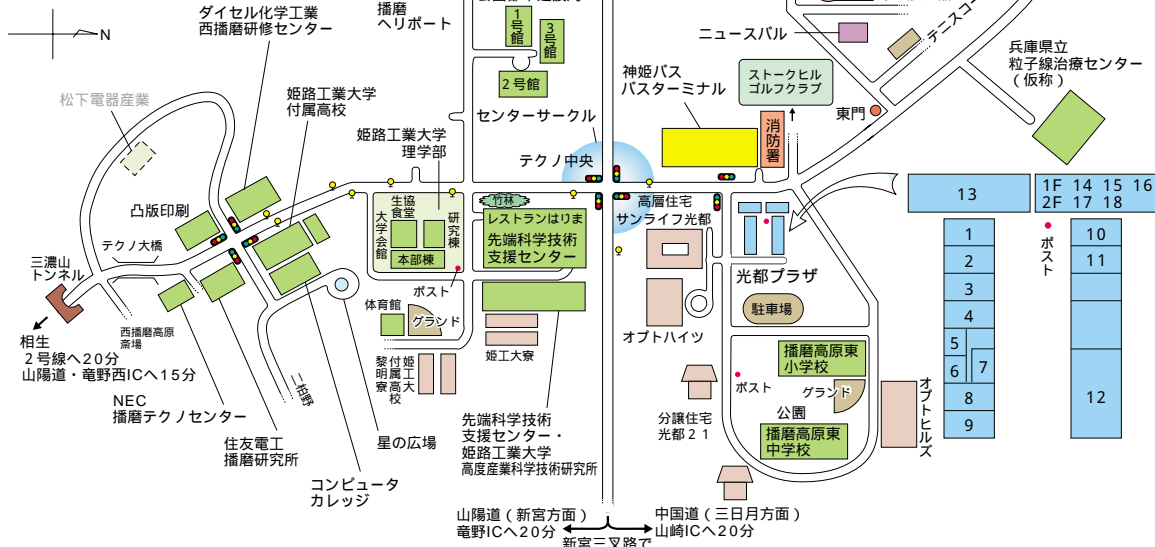 N
ダイセル化学工業
西播磨研修センター
播磨
ヘリポート
1
号
館
3
号
館
2号館
ニュースバル
テニスコー
兵庫県立
粒子線治療センター
(仮称)
松下電器産業
姫路工業大学
付属高校
姫路工業大学
理学部
センターサークル
神姫バス
バスターミナル
ストークヒル
ゴルフクラブ
消防署
東門
テクノ中央
凸版印刷
テクノ大橋
三濃山
トンネル
相生
2号線へ20分
山陽道・竜野西ICへ15分
西播磨高原
斎場
NEC
播磨テクノセンター
住友電工
播磨研究所
二柏野
コンピュータ
カレッジ
星の広場
大学会館
生協
食堂
研究棟
本部棟
ポスト
体育館
グランド
黎明寮
付属高校
姫工大
竹林
レストランはりま
先端科学技術
支援センター
姫工大寮
先端科学技術
支援センター・
姫路工業大学
高度産業科学技術研究所
高層住宅
サンライフ光都
オプトハイツ
光都プラザ
駐車場
播磨高原東
小学校
ポスト
グランド
公園
播磨高原東
中学校
分譲住宅
光都21
オプトヒルズ
山陽道(新宮方面)
竜野ICへ20分
中国道(三日月方面)
山崎ICへ20分
新宮三叉路で
13
1F 14 15 16
2F 17 18
1
2
3
4
5
6
7
8
9
ポスト
10
11
12